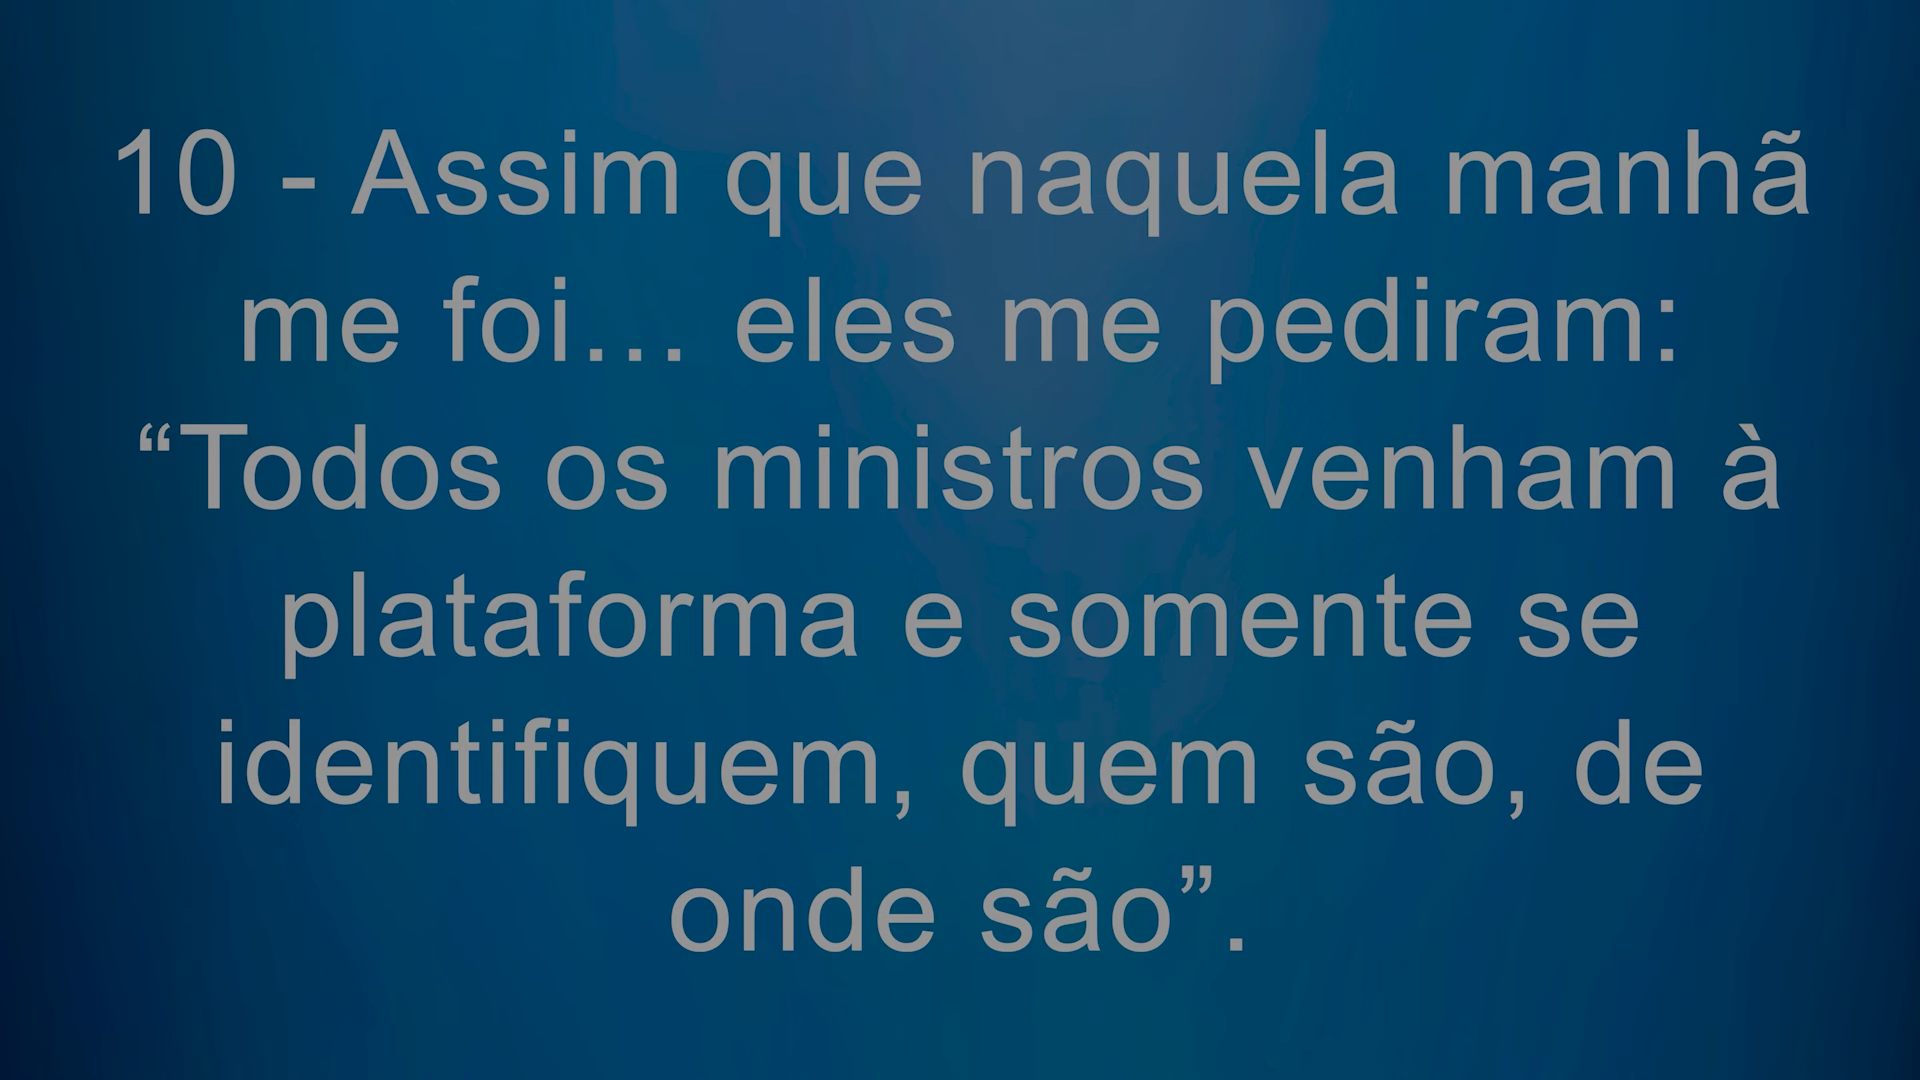 10 - Assim que naquela manhã
me foi… eles me pediram:
“Todos os ministros venham à
plataforma e somente se
identifiquem, quem são, de
onde são”.